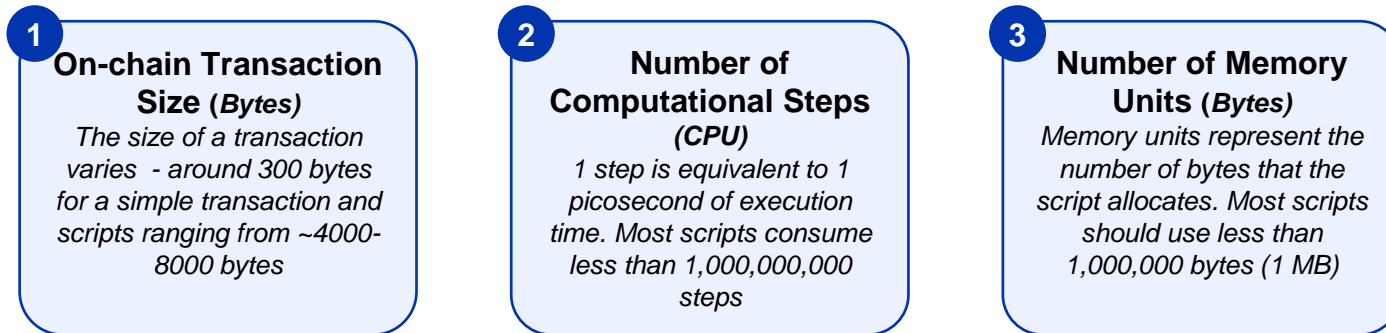 1
On-chain Transaction
Size (Bytes)
The size of a transaction
varies  - around 300 bytes
for a simple transaction and
scripts ranging from ~4000-
8000 bytes
2
Number of
Computational Steps
(CPU)
1 step is equivalent to 1
picosecond of execution
time. Most scripts consume
less than 1,000,000,000
steps
3
Number of Memory
Units (Bytes)
Memory units represent the
number of bytes that the
script allocates. Most scripts
should use less than
1,000,000 bytes (1 MB)